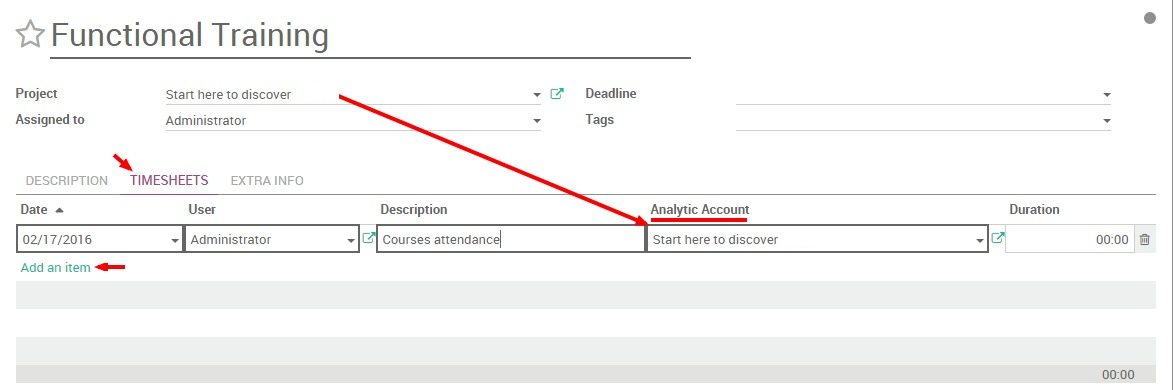 Functional Training
Project Start here to discover Deadline
Assigned to Administrator Tags
DESCRIPTION TIMESHEETS EXTRA INFO
Date User Description Analytic Account Duration
02/17/2016 Administrator Courses attendance Start here to discover 00:00
Add an item
00:00